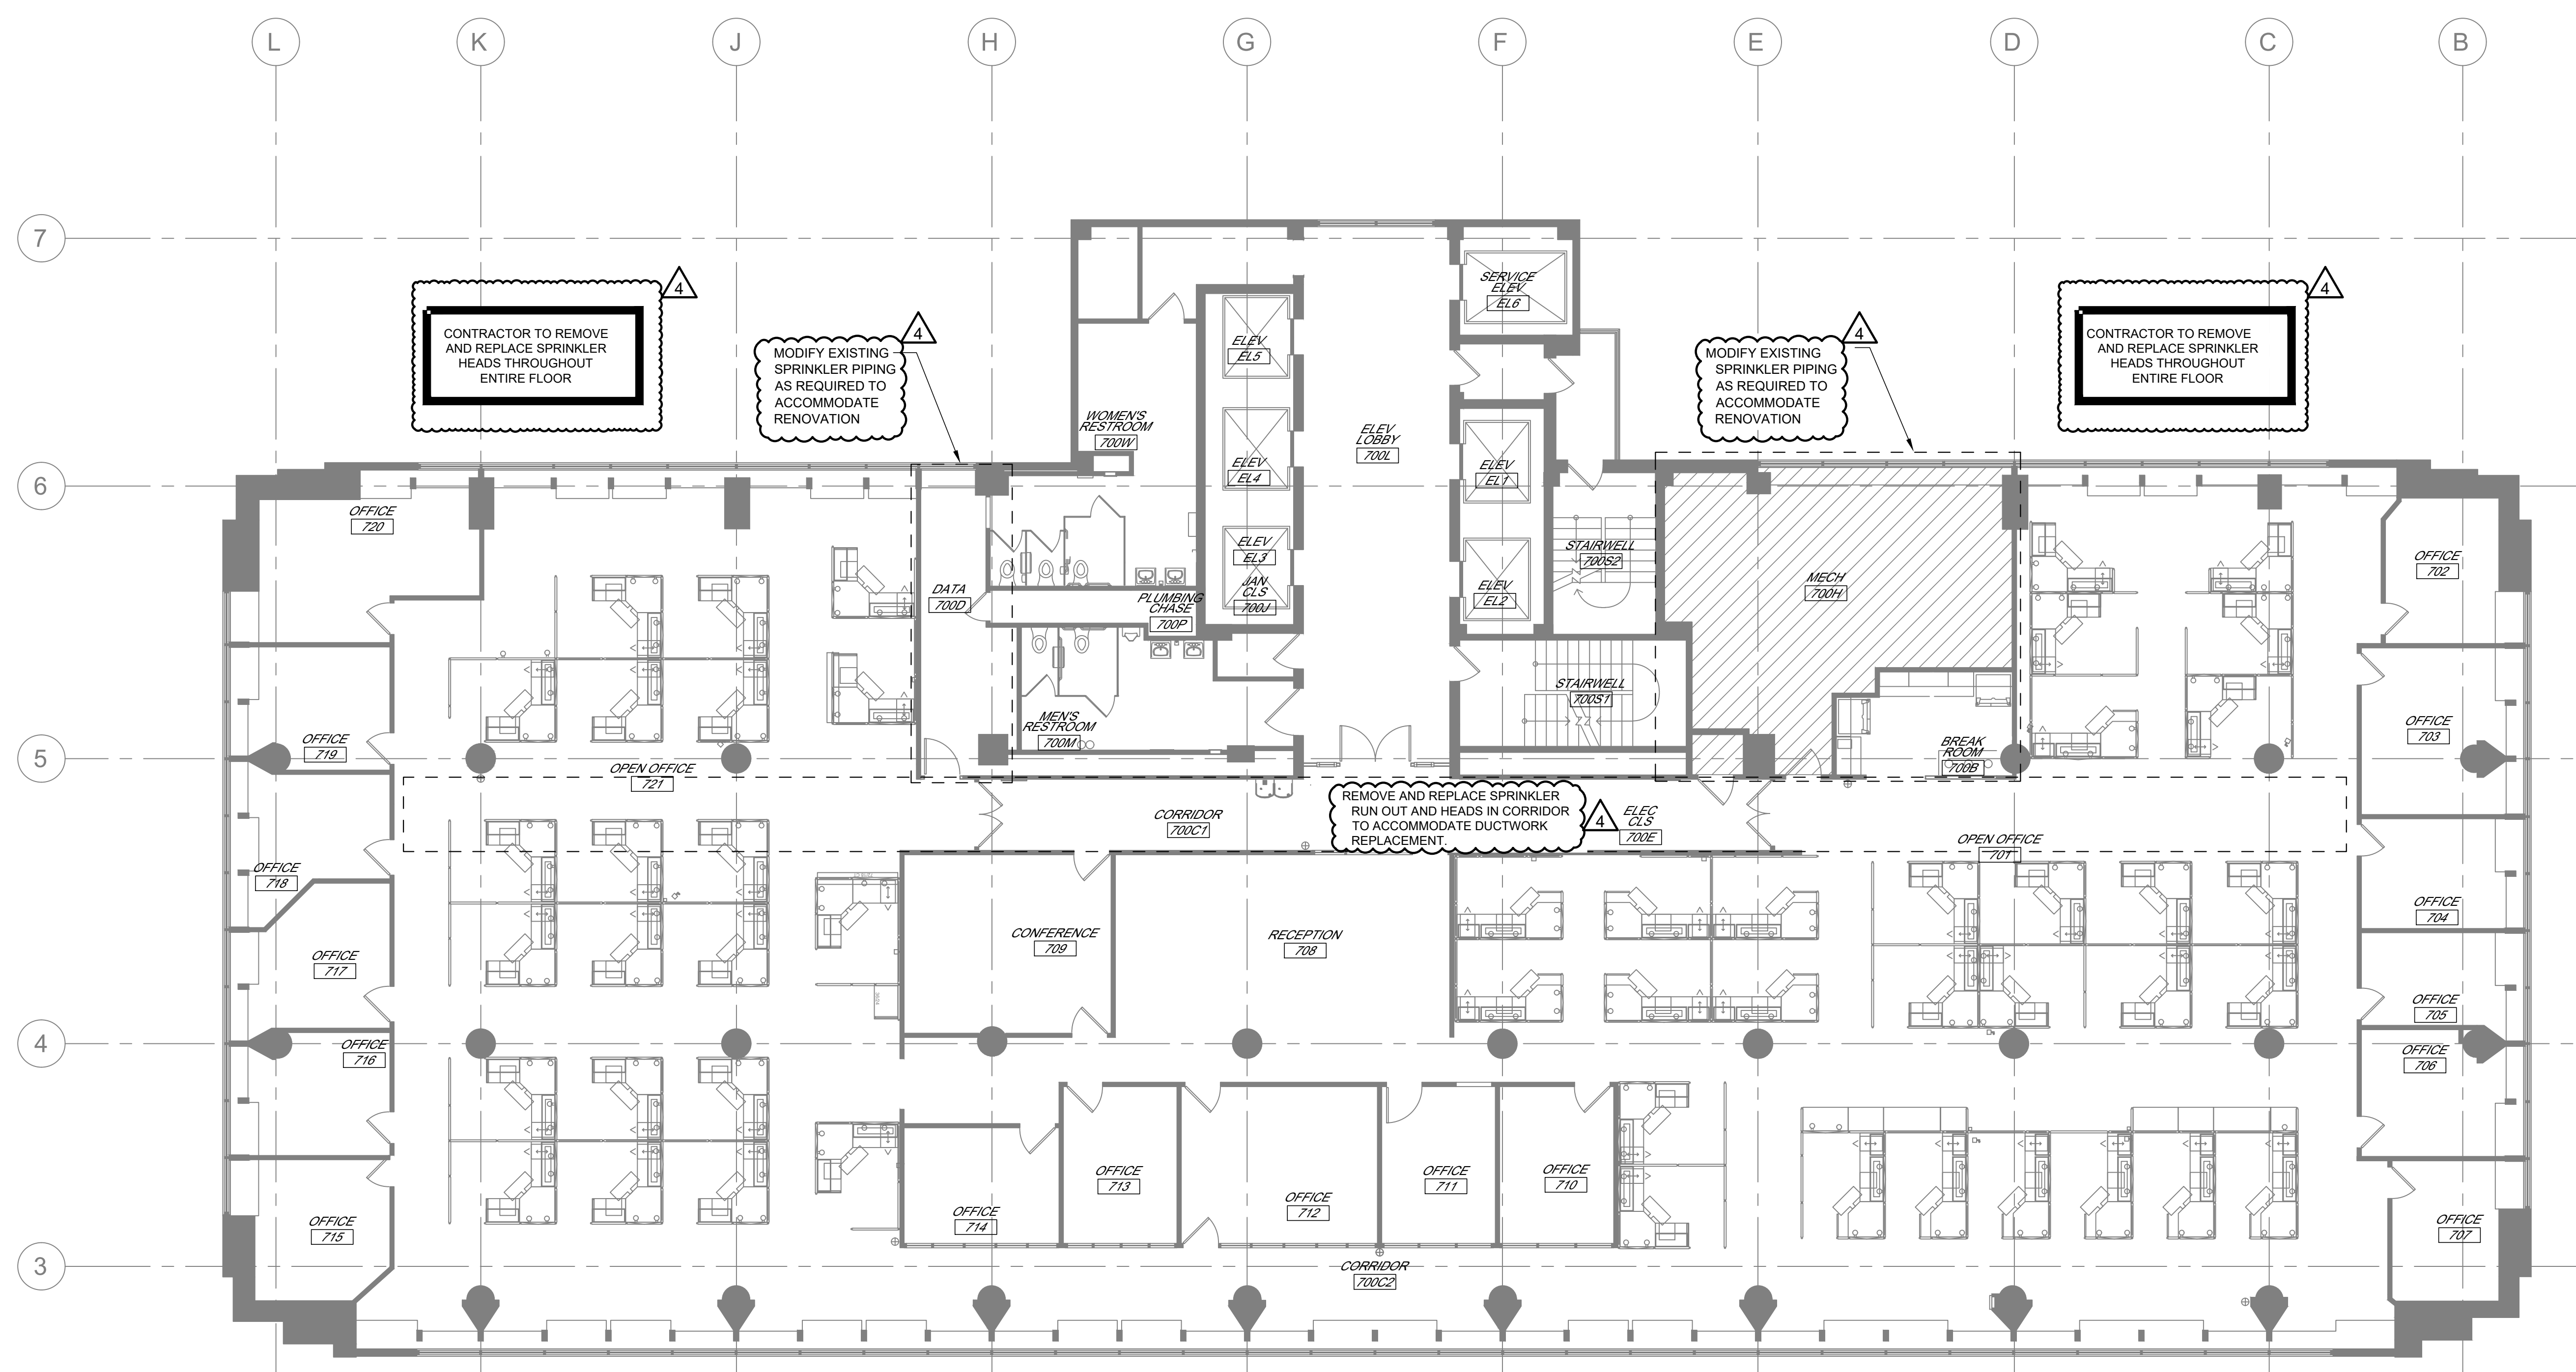 L
K
J
H
G
F
E
D
C
B
7
4
CONTRACTOR TO REMOVE
AND REPLACE SPRINKLER
HEADS THROUGHOUT
ENTIRE FLOOR
4
MODIFY EXISTING
SPRINKLER PIPING
AS REQUIRED TO
ACCOMMODATE
RENOVATION
SERVICE
ELEV
EL6
4
MODIFY EXISTING
SPRINKLER PIPING
AS REQUIRED TO
ACCOMMODATE
RENOVATION
4
CONTRACTOR TO REMOVE
AND REPLACE SPRINKLER
HEADS THROUGHOUT
ENTIRE FLOOR
ELEV
EL5
WOMEN'S
RESTROOM
700W
ELEV
LOBBY
700L
ELEV
EL4
ELEV
EL1
6
OFFICE
720
ELEV
EL3
JAN
CLS
700J
STAIRWELL
700S2
OFFICE
702
DATA
700D
PLUMBING
CHASE
700P
ELEV
EL2
MECH
700H
STAIRWELL
700S1
MEN'S
RESTROOM
700M
OFFICE
719
BREAK
ROOM
700B
OFFICE
703
5
OPEN OFFICE
721
CORRIDOR
700C1
REMOVE AND REPLACE SPRINKLER
RUN OUT AND HEADS IN CORRIDOR
TO ACCOMMODATE DUCTWORK
REPLACEMENT.
4
ELEC
CLS
700E
OPEN OFFICE
701
OFFICE
718
CONFERENCE
709
RECEPTION
708
OFFICE
704
OFFICE
717
OFFICE
705
4
OFFICE
716
OFFICE
706
OFFICE
713
OFFICE
711
OFFICE
710
OFFICE
715
OFFICE
714
OFFICE
712
OFFICE
707
3
CORRIDOR
700C2